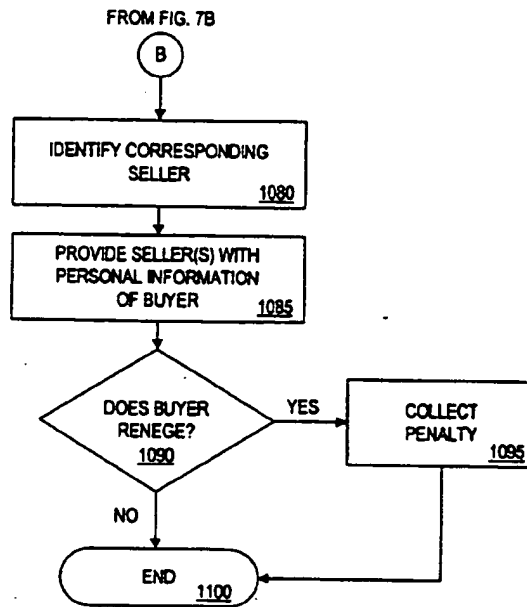 FROM FIG. 7B
B
IDENTIFY CORRESPONDING
SELLER
1080
PROVIDE SELLER(S) WITH
PERSONAL INFORMATION
OF BUYER
1085
DOES BUYER
RENEGE?
1090
YES
COLLECT
PENALTY
1095
NO
END
1100